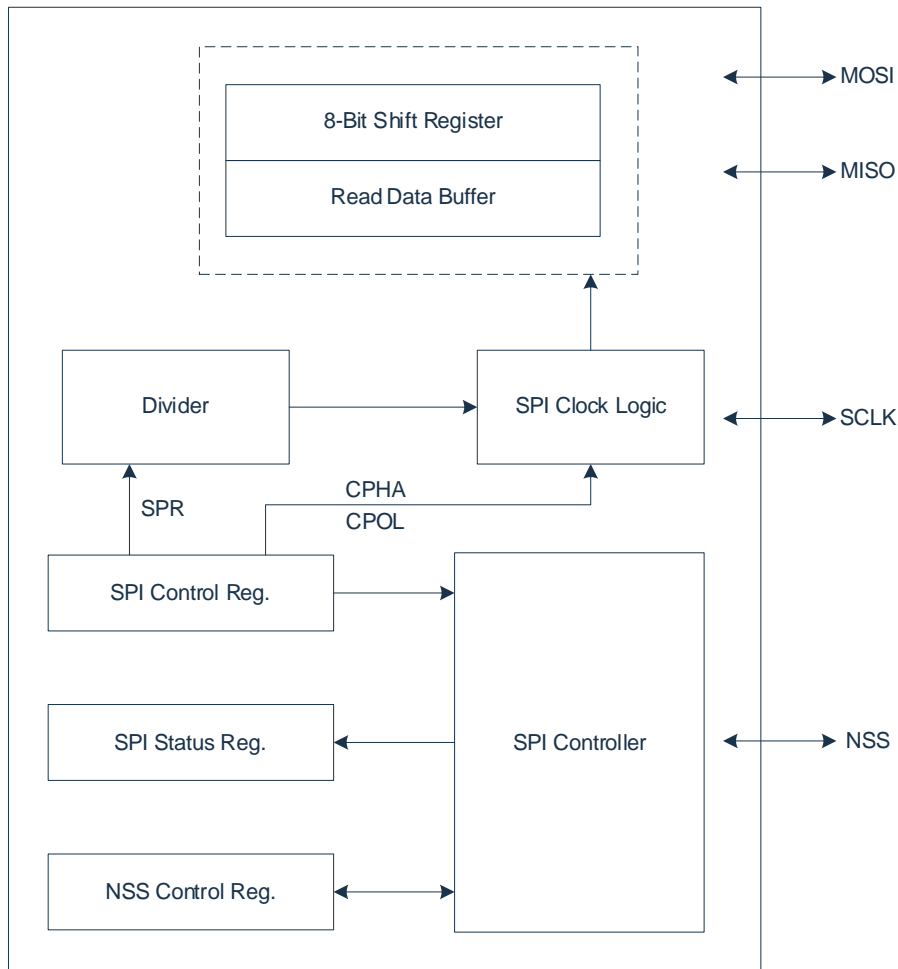 8-Bit Shift Register
Read Data Buffer
MOSI
MISO
Divider
SPI Clock Logic
SCLK
SPR
CPHA
CPOL
SPI Control Reg.
SPI Status Reg.
SPI Controller
NSS
NSS Control Reg.